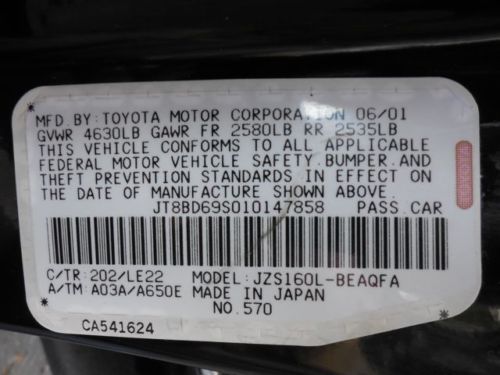 MFD. BY: TOYOTA MOTOR CORPORATION 06/01
GVWR 4630LB GAWR FR 2580LB RR 2535LB
THIS VEHICLE CONFORMS TO ALL APPLICABLE
FEDERAL MOTOR VEHICLE SAFETY. BUMPER. AND
THEFT PREVENTION STANDARDS IN EFFECT ON
THE DATE OF MANUFACTURE SHOWN ABOVE.
JT8BD69S010147858 PASS. CAR
C/TR: 202/LE22 MODEL: JZS160L-BEAQFA
A/TM: A03A/A650E MADE IN JAPAN
NO. 570
CA541624
TOYOTA